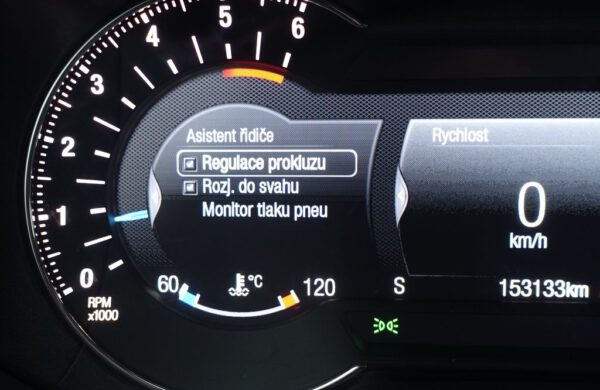 6
5
4
3
2
1
0
RPM
x1000
Asistent řidiče
Regulace prokluzu
Rozj. do svahu
Monitor tlaku pneu
60
°C
120
Rychlost
0
km/h
S
153133km